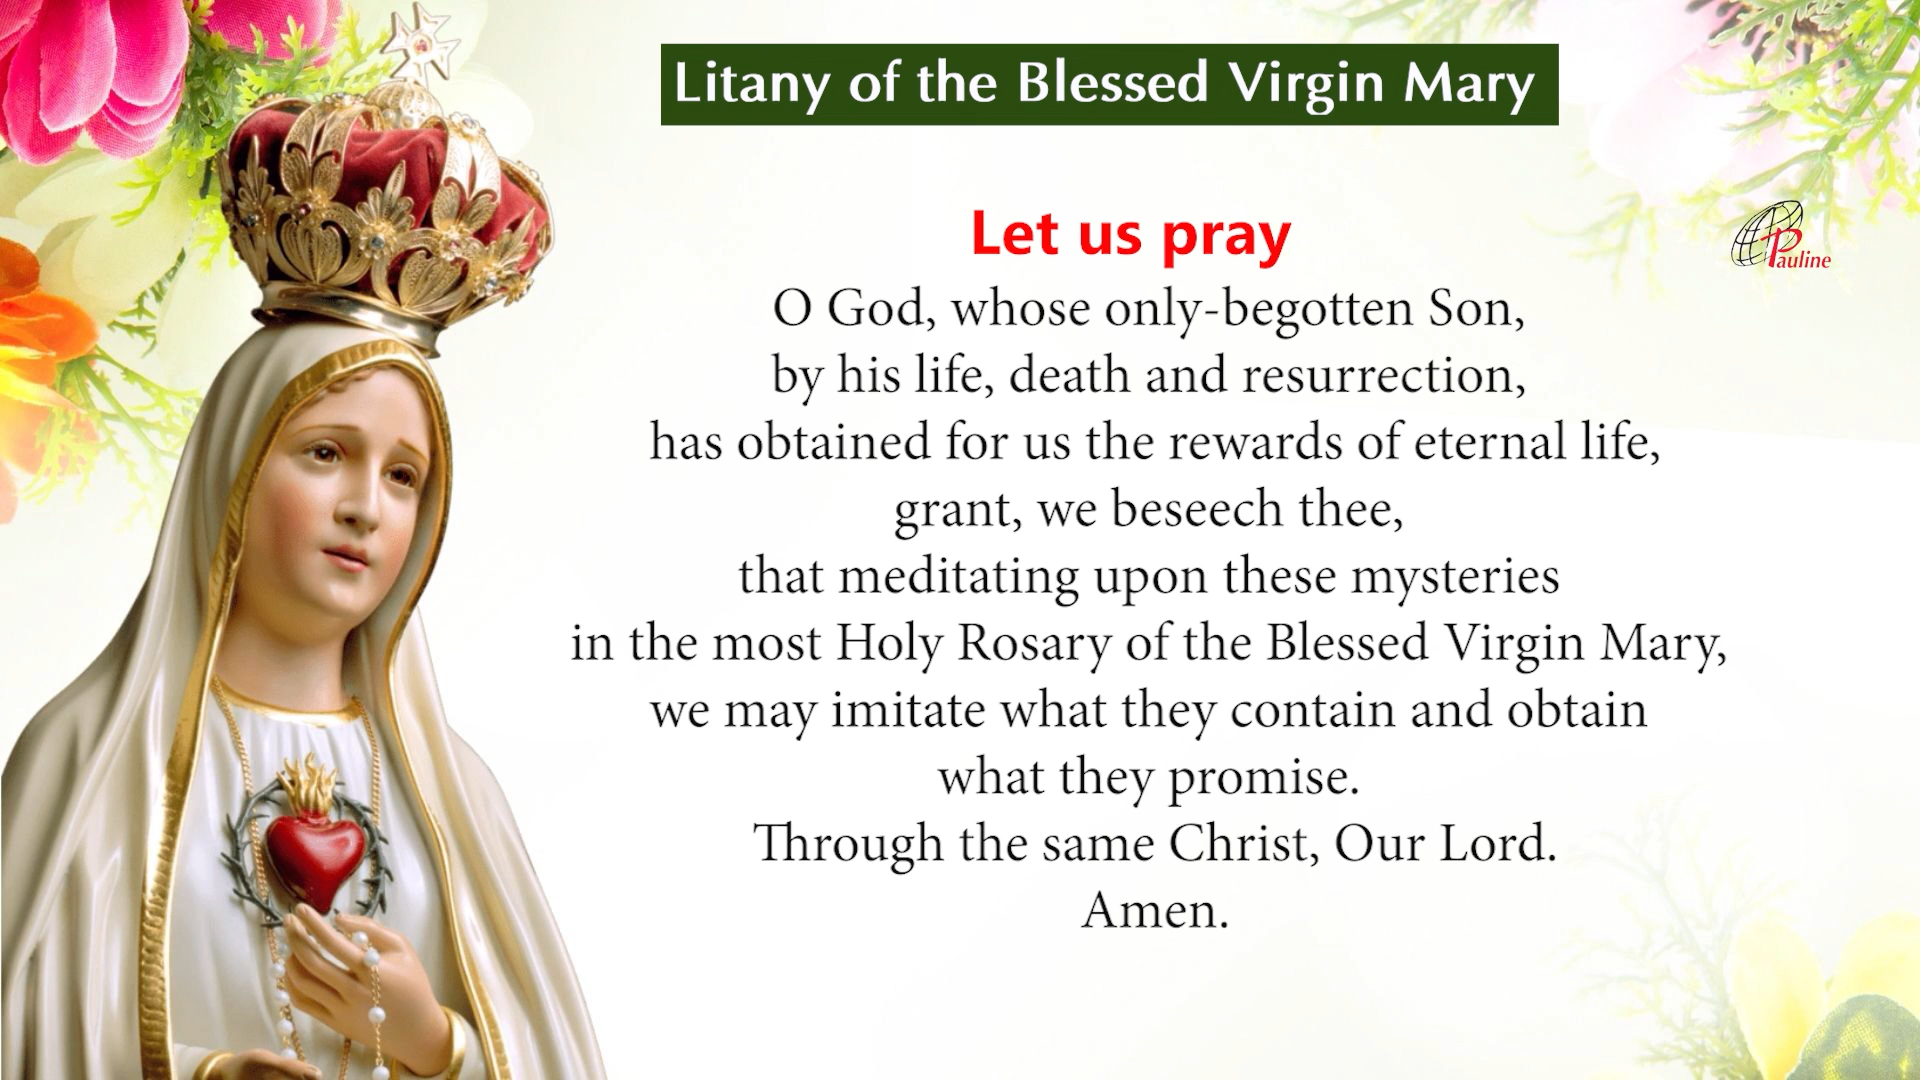 Litany of the Blessed Virgin Mary
Let us pray
O God, whose only-begotten Son,
by his life, death and resurrection,
has obtained for us the rewards of eternal life,
grant, we beseech thee,
that meditating upon these mysteries
in the most Holy Rosary of the Blessed Virgin Mary,
we may imitate what they contain and obtain
what they promise.
Through the same Christ, Our Lord.
Amen.
Pauline